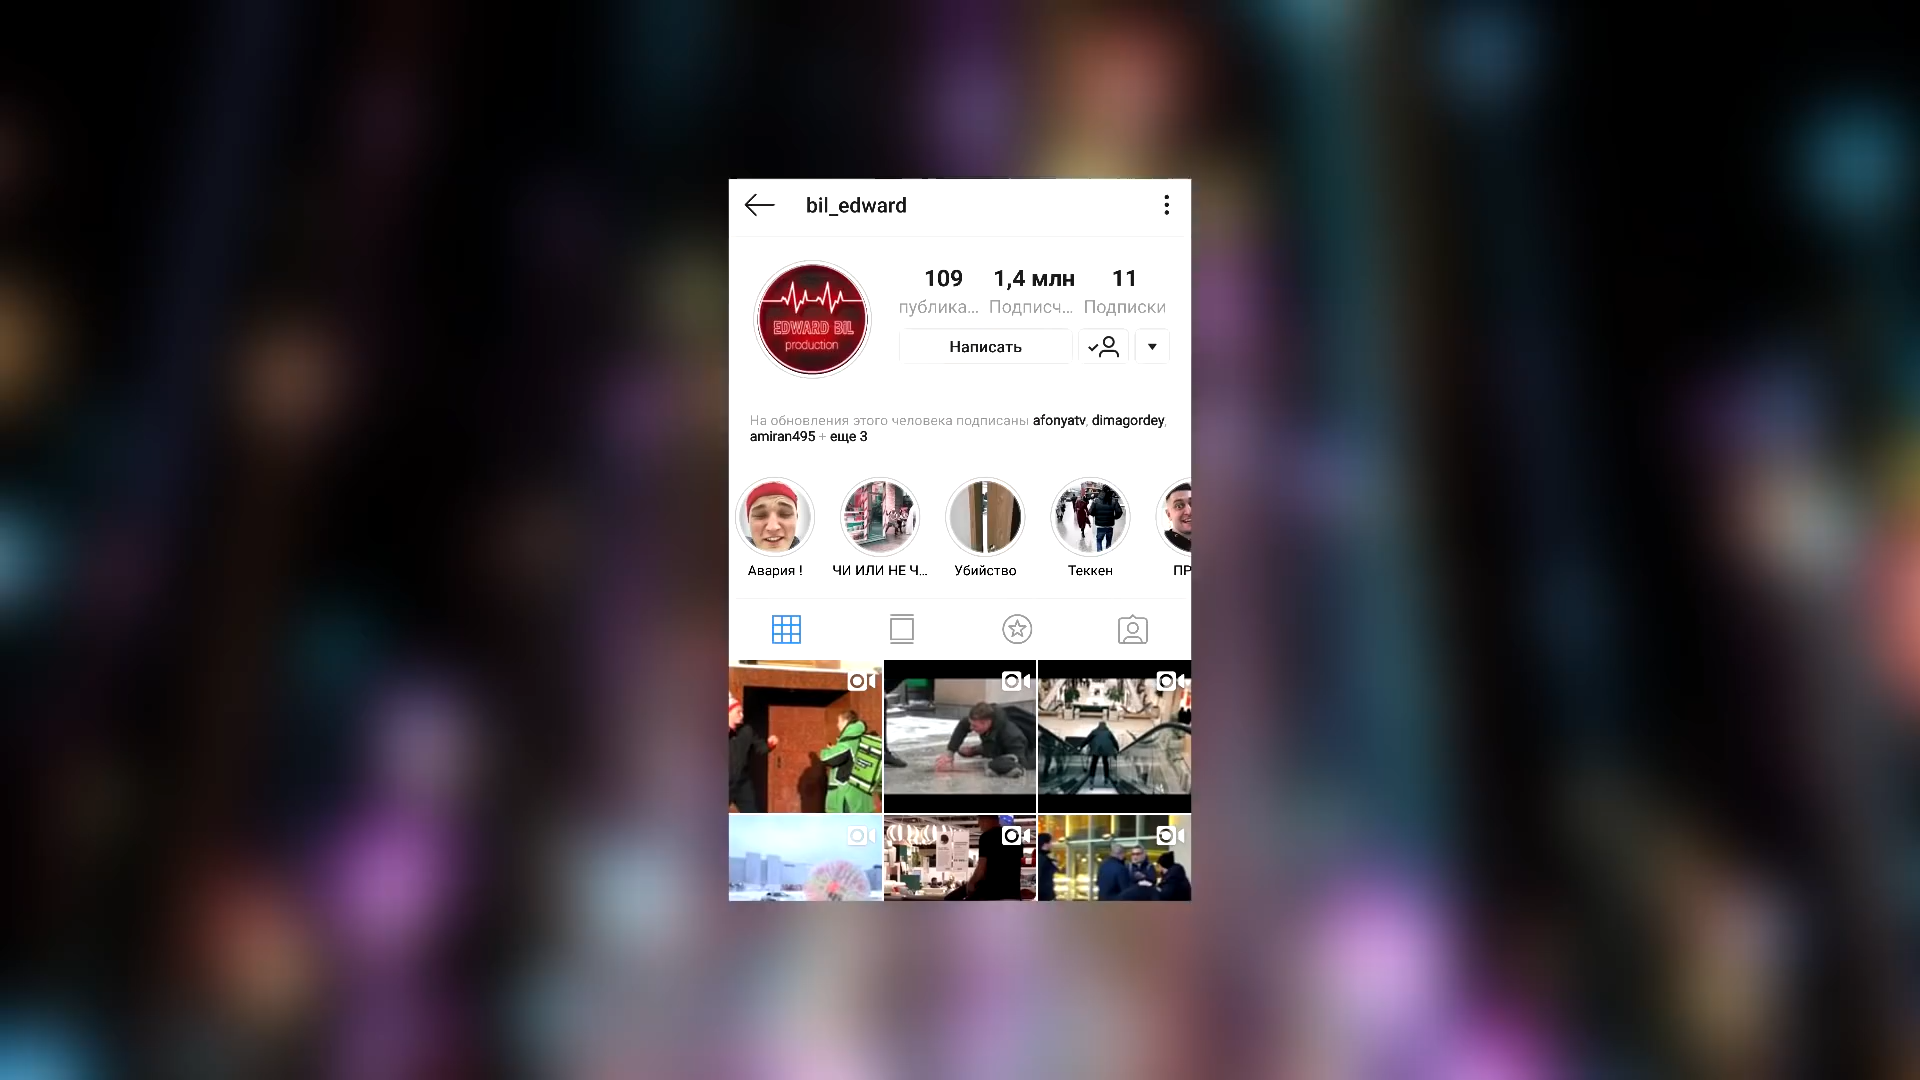 bil_edward
109 1,4 млн 11
публика... Подписч... Подписки
EDWARD BIL
production
Написать
На обновления этого человека подписаны afonyatv, dimagordey,
amiran495 + еще 3
Авария ! ЧИ ИЛИ НЕ Ч... Убийство Теккен ПР